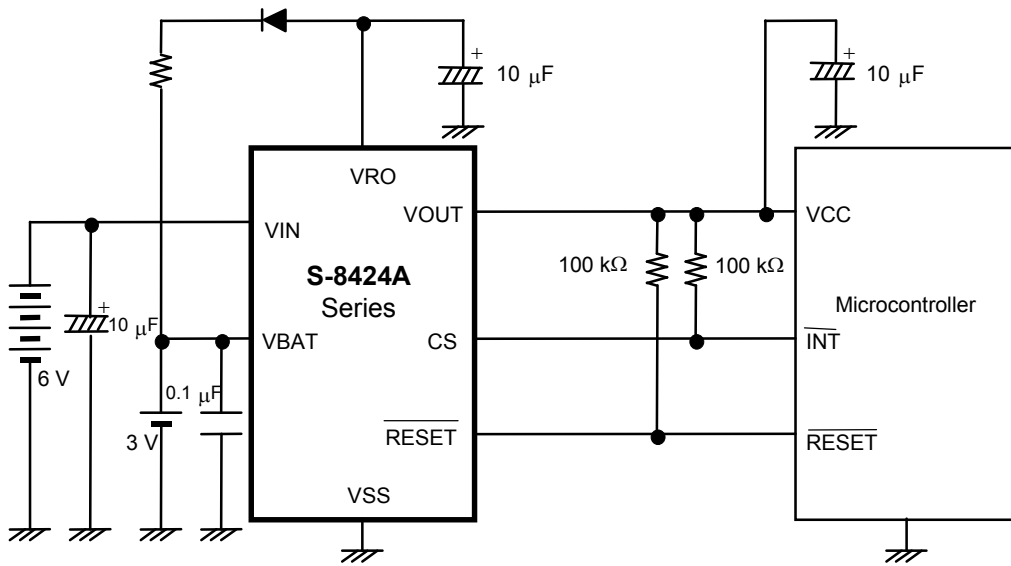 +
10 μF
+
10 μF
VRO
VIN
VOUT
VCC
S-8424A
Series
100 kΩ
100 kΩ
Microcontroller
+
10 μF
VBAT
CS
INT
6 V
0.1 μF
3 V
RESET
RESET
VSS